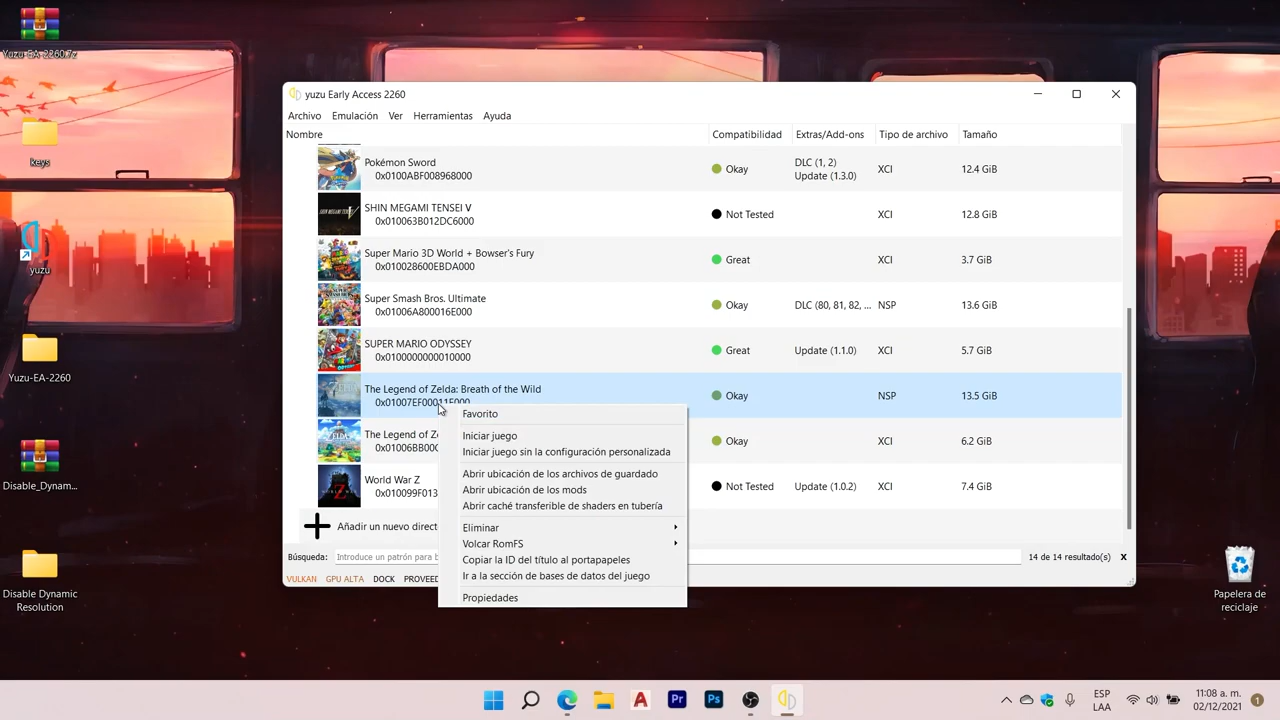 Yuzu-EA-2260.7z
keys
yuzu
Yuzu-EA-2260
Disable_Dynam...
Disable Dynamic
Resolution
Papelera de
reciclaje
yuzu Early Access 2260
Archivo Emulación Ver Herramientas Ayuda
Nombre Compatibilidad Extras/Add-ons Tipo de archivo Tamaño
Pokémon Sword
0x0100ABF008968000
Okay
DLC (1, 2)
Update (1.3.0)
XCI
12.4 GiB
SHIN MEGAMI TENSEI V
0x010063B012DC6000
Not Tested
XCI
12.8 GiB
Super Mario 3D World + Bowser's Fury
0x010028600EBDA000
Great
XCI
3.7 GiB
Super Smash Bros. Ultimate
0x01006A800016E000
Okay
DLC (80, 81, 82, ...
NSP
13.6 GiB
SUPER MARIO ODYSSEY
0x0100000000010000
Great
Update (1.1.0)
XCI
5.7 GiB
The Legend of Zelda: Breath of the Wild
Okay
NSP
13.5 GiB
The Legend of Ze
0x01006BB00C
Okay
XCI
6.2 GiB
World War Z
0x010099F013
Not Tested
Update (1.0.2)
XCI
7.4 GiB
Añadir un nuevo direct
Búsqueda: Introduce un patrón para b
14 de 14 resultado(s) X
VULKAN GPU ALTA DOCK PROVEED
Favorito
Iniciar juego
Iniciar juego sin la configuración personalizada
Abrir ubicación de los archivos de guardado
Abrir ubicación de los mods
Abrir caché transferible de shaders en tubería
Eliminar
Volcar RomFS
Copiar la ID del título al portapapeles
Ir a la sección de bases de datos del juego
Propiedades
ESP
LAA
11:08 a. m.
02/12/2021
1